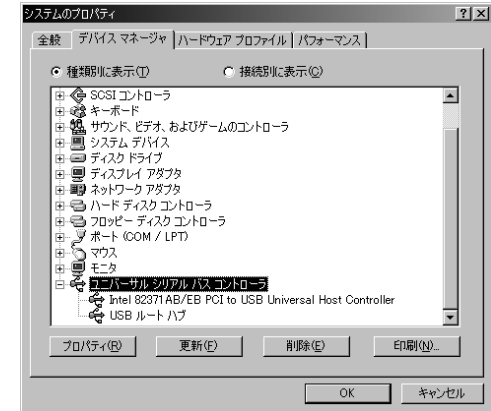 システムのプロパティ
全般 デバイス マネージャ ハードウェア プロファイル パフォーマンス
種類別に表示(T) 接続別に表示(C)
SCSI コントローラ
キーボード
サウンド、ビデオ、およびゲームのコントローラ
システム デバイス
ディスク ドライブ
ディスプレイ アダプタ
ネットワーク アダプタ
ハード ディスク コントローラ
フロッピー ディスク コントローラ
ポート (COM / LPT)
マウス
モニタ
ユニバーサル シリアル バス コントローラ
Intel 82371AB/EB PCI to USB Universal Host Controller
USB ルート ハブ
プロパティ(R) 更新(F) 削除(E) 印刷(N)...
OK キャンセル